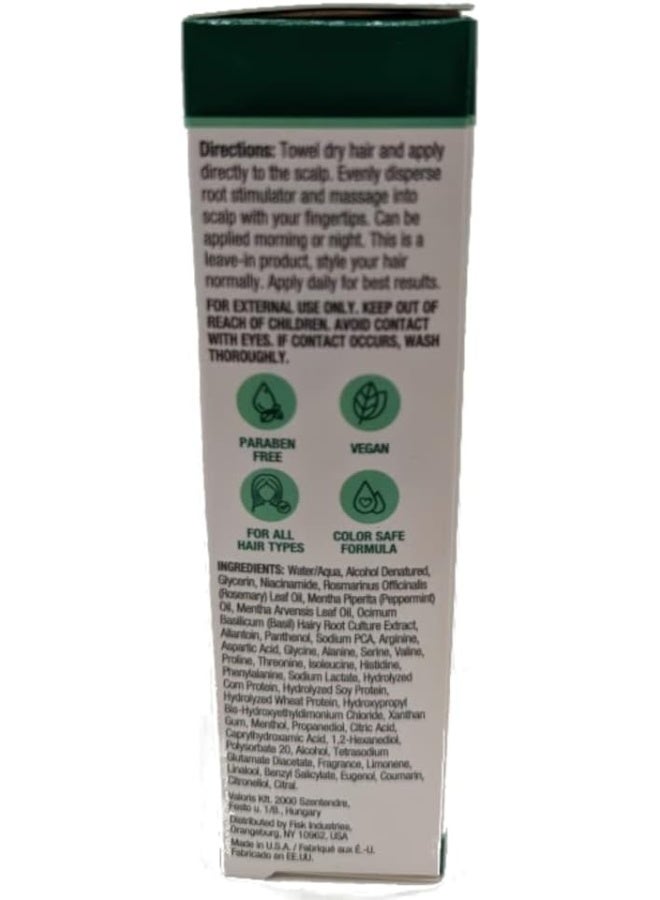 Directions: Towel dry hair and apply
directly to the scalp. Evenly disperse
root stimulator and massage into
scalp with your fingertips. Can be
applied morning or night. This is a
leave-in product, style your hair
normally. Apply daily for best results.
FOR EXTERNAL USE ONLY. KEEP OUT OF
REACH OF CHILDREN. AVOID CONTACT
WITH EYES. IF CONTACT OCCURS, WASH
THOROUGHLY.
PARABEN
FREE
VEGAN
FOR ALL
HAIR TYPES
COLOR SAFE
FORMULA
INGREDIENTS: Water/Aqua, Alcohol Denatured,
Glycerin, Niacinamide, Rosmarinus Officinalis
(Rosemary) Leaf Oil, Mentha Piperita (Peppermint)
Oil, Mentha Arvensis Leaf Oil, Ocimum
Basilicum (Basil) Hairy Root Culture Extract,
Allantoin, Panthenol, Sodium PCA, Arginine,
Aspartic Acid, Glycine, Alanine, Serine, Valine,
Proline, Threonine, Isoleucine, Histidine,
Phenylalanine, Sodium Lactate, Hydrolyzed
Corn Protein, Hydrolyzed Soy Protein,
Hydrolyzed Wheat Protein, Hydroxypropyl
Bis-Hydroxyethyldimonium Chloride, Xanthan
Gum, Menthol, Propanediol, Citric Acid,
Caprylhydroxamic Acid, 1,2-Hexanediol,
Polysorbate 20, Alcohol, Tetrasodium
Glutamate Diacetate, Fragrance, Limonene,
Linalool, Benzyl Salicylate, Eugenol, Coumarin,
Citronellol, Citral.
Valoris Kft. 2000 Szentendre,
Festo u. 1/B., Hungary
Distributed by Fisk Industries,
Orangeburg, NY 10962, USA
Made in U.S.A. / Fabriqué aux É.-U.
Fabricado en EE.UU.